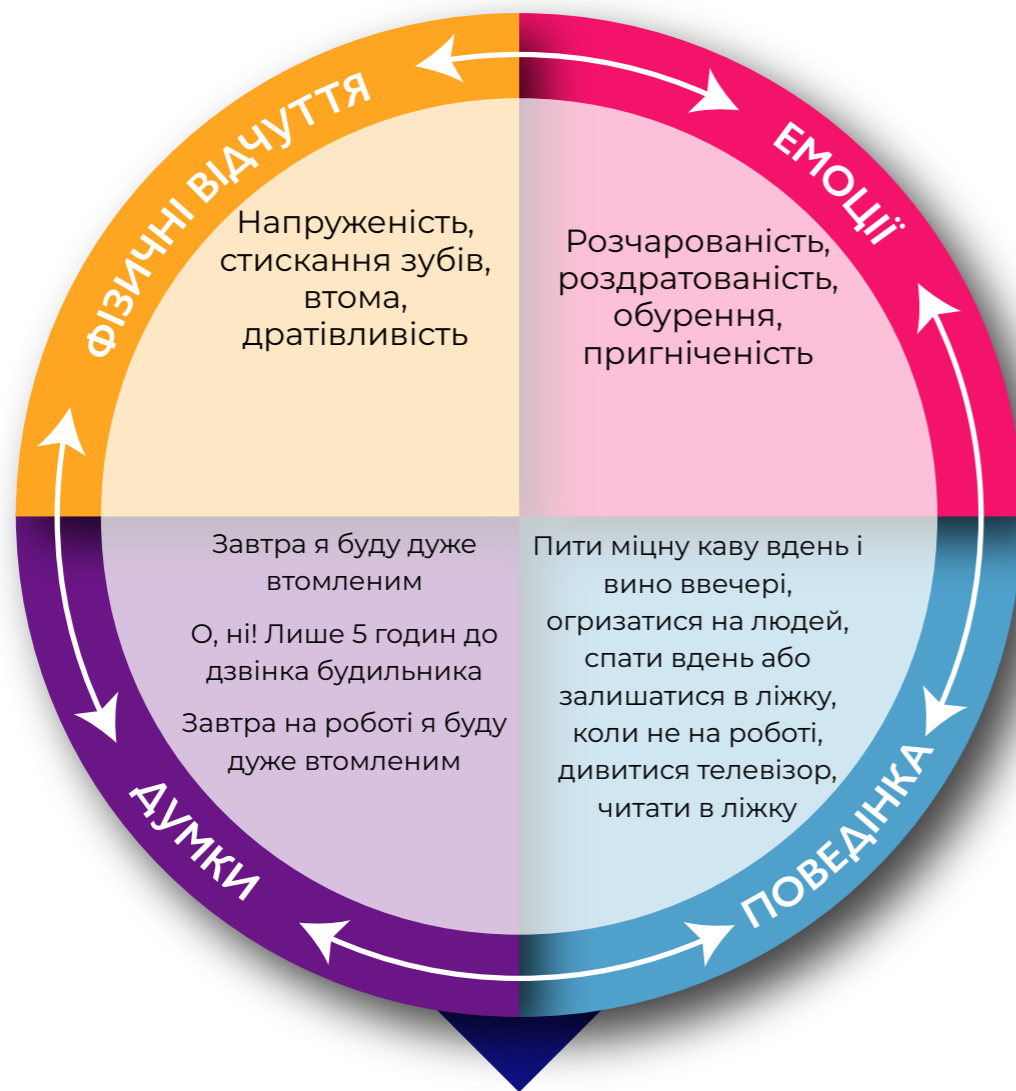 ФІЗИЧНІ ВІДЧУТТЯ
Напруженість,
стискання зубів,
втома,
дратівливість
ЕМОЦІЇ
Розчарованість,
роздратованість,
обурення,
пригніченість
Завтра я буду дуже
втомленим
О, ні! Лише 5 годин до
дзвінка будильника
Завтра на роботі я буду
дуже втомленим
ДУМКИ
Пити міцну каву вдень і
вино ввечері,
огризатися на людей,
спати вдень або
залишатися в ліжку,
коли не на роботі,
дивитися телевізор,
читати в ліжку
ПОВЕДІНКА